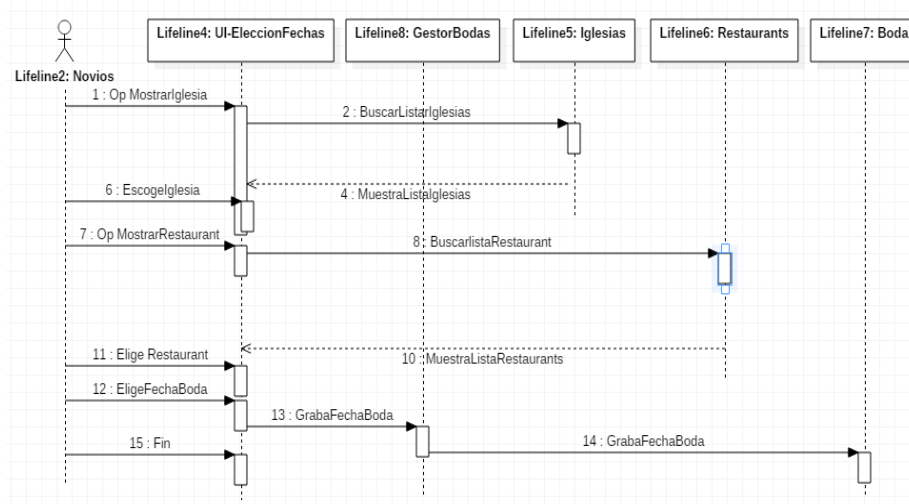 Lifeline4: UI-EleccionFechas
Lifeline8: GestorBodas
Lifeline5: Iglesias
Lifeline6: Restaurants
Lifeline7: Boda
Lifeline2: Novios
1 : Op MostrarIglesia
2 : BuscarListarIglesias
6 : EscogeIglesia
4 : MuestraListaIglesias
7 : Op MostrarRestaurant
8 : BuscarlistaRestaurant
11 : Elige Restaurant
10 : MuestraListaRestaurants
12 : EligeFechaBoda
13 : GrabaFechaBoda
15 : Fin
14 : GrabaFechaBoda